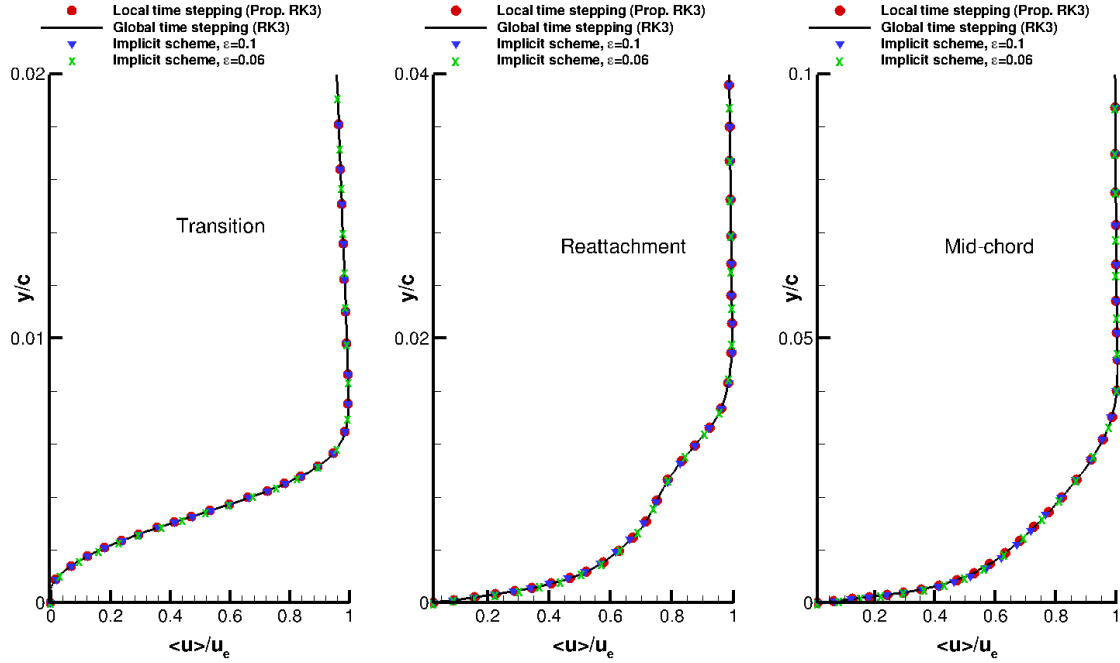 Local time stepping (Prop. RK3)
Global time stepping (RK3)
Implicit scheme, ε=0.1
Implicit scheme, ε=0.06
0.02
0.01
0
y/c
Transition
0
0.2
0.4
0.6
0.8
1
<u>/u_e
Local time stepping (Prop. RK3)
Global time stepping (RK3)
Implicit scheme, ε=0.1
Implicit scheme, ε=0.06
0.04
0.02
0
y/c
Reattachment
0.2
0.4
0.6
0.8
1
<u>/u_e
Local time stepping (Prop. RK3)
Global time stepping (RK3)
Implicit scheme, ε=0.1
Implicit scheme, ε=0.06
0.1
0.05
0
y/c
Mid-chord
0
0.2
0.4
0.6
0.8
1
<u>/u_e